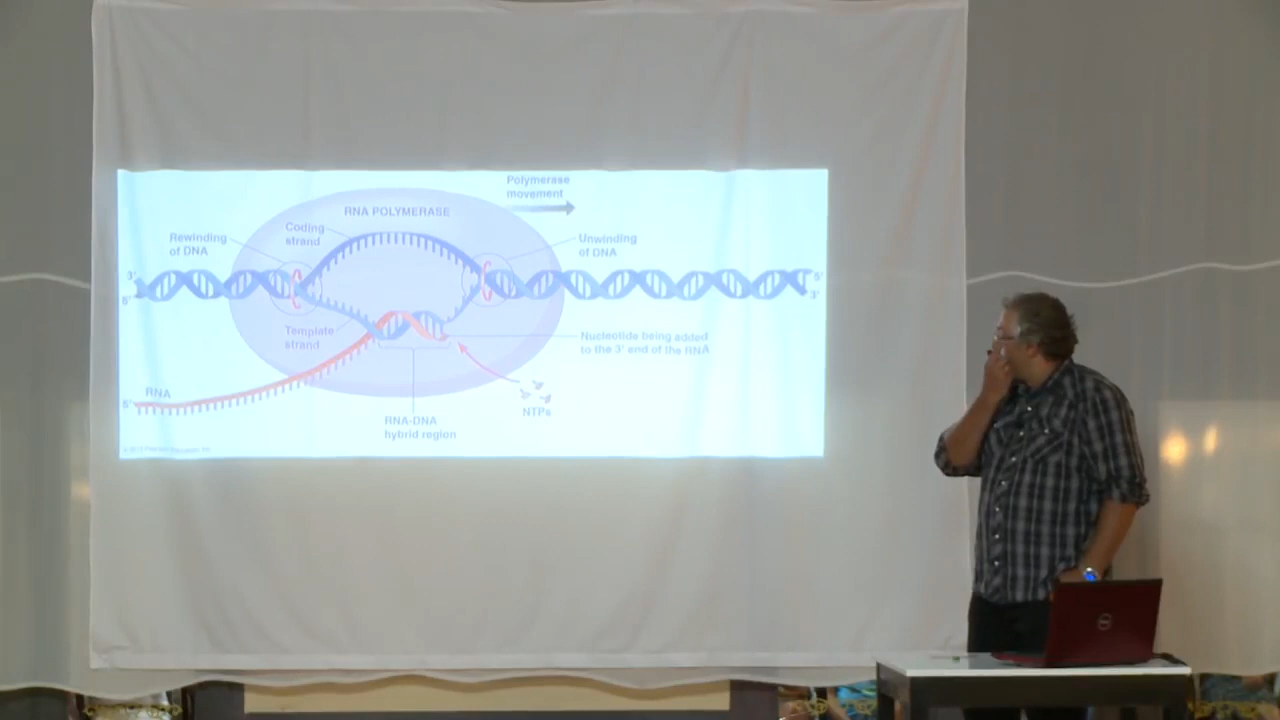 Polymerase
movement
RNA POLYMERASE
Coding
strand
Rewinding
of DNA
Unwinding
of DNA
3'
5'
5'
3'
Template
strand
Nucleotide being added
to the 3' end of the RNA
RNA
5'
NTPs
RNA-DNA
hybrid region
DELL